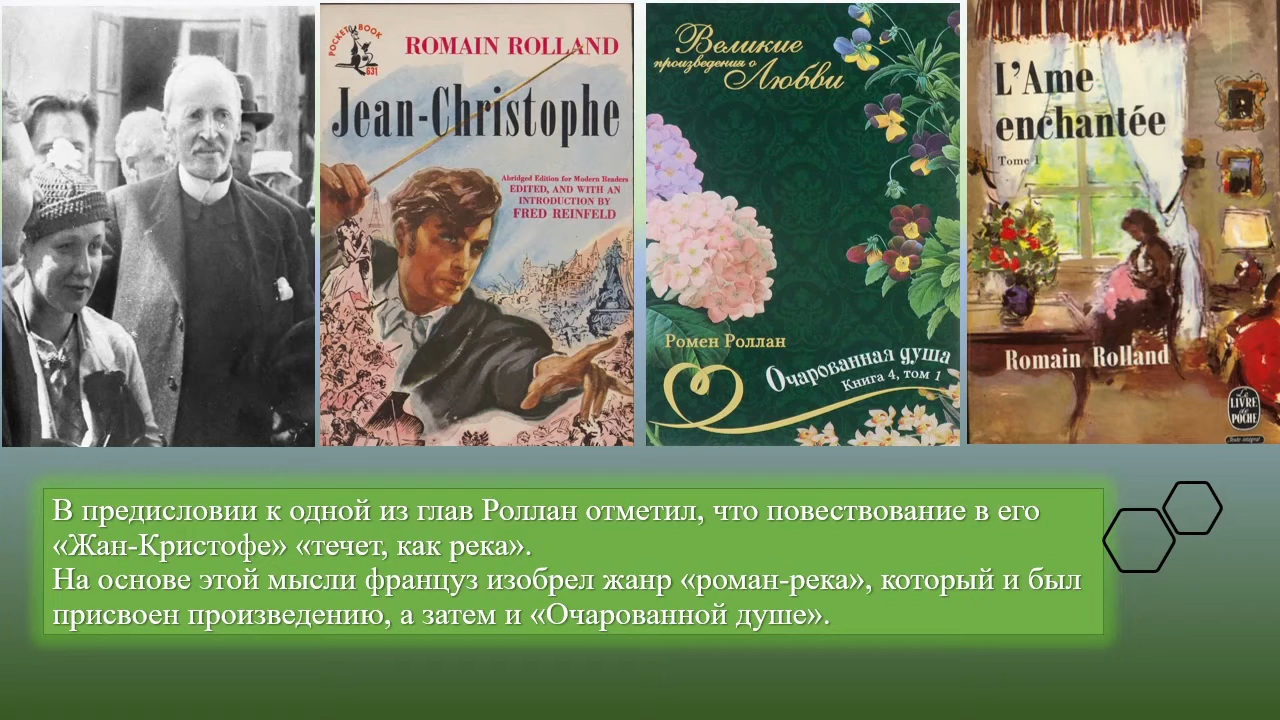 POCKET BOOK
631
ROMAIN ROLLAND
Jean-Christophe
Abridged Edition for Modern Readers
EDITED, AND WITH AN
INTRODUCTION BY
FRED REINFELD
Великие
произведения о
Любви
Ромен Роллан
Очарованная душа
Книга 4, том 1
L'Ame
enchantée
Tome 1
Romain Rolland
Le
LIVRE
de
POCHE
Texte intégral
В предисловии к одной из глав Роллан отметил, что повествование в его
«Жан-Кристофе» «течет, как река».
На основе этой мысли француз изобрел жанр «роман-река», который и был
присвоен произведению, а затем и «Очарованной душе».